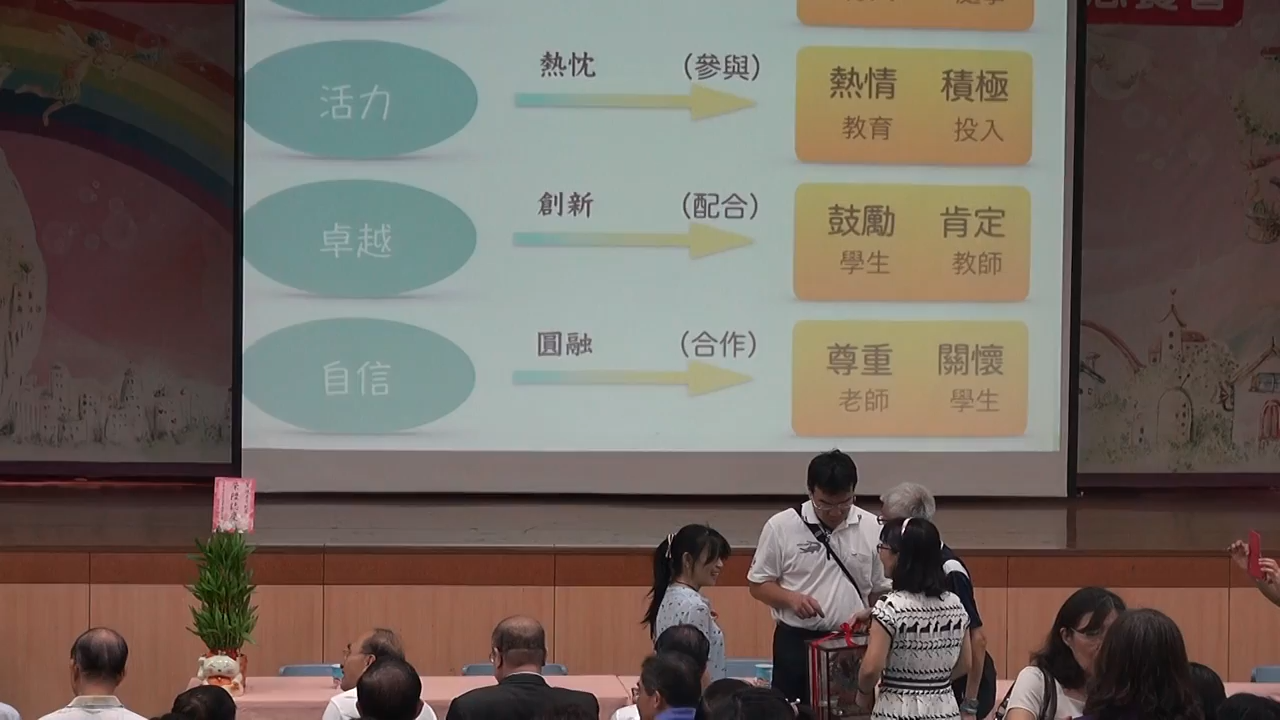 活力 熱忱 (參與) 熱情 積極
教育 投入
卓越 創新 (配合) 鼓勵 肯定
學生 教師
自信 圓融 (合作) 尊重 關懷
老師 學生